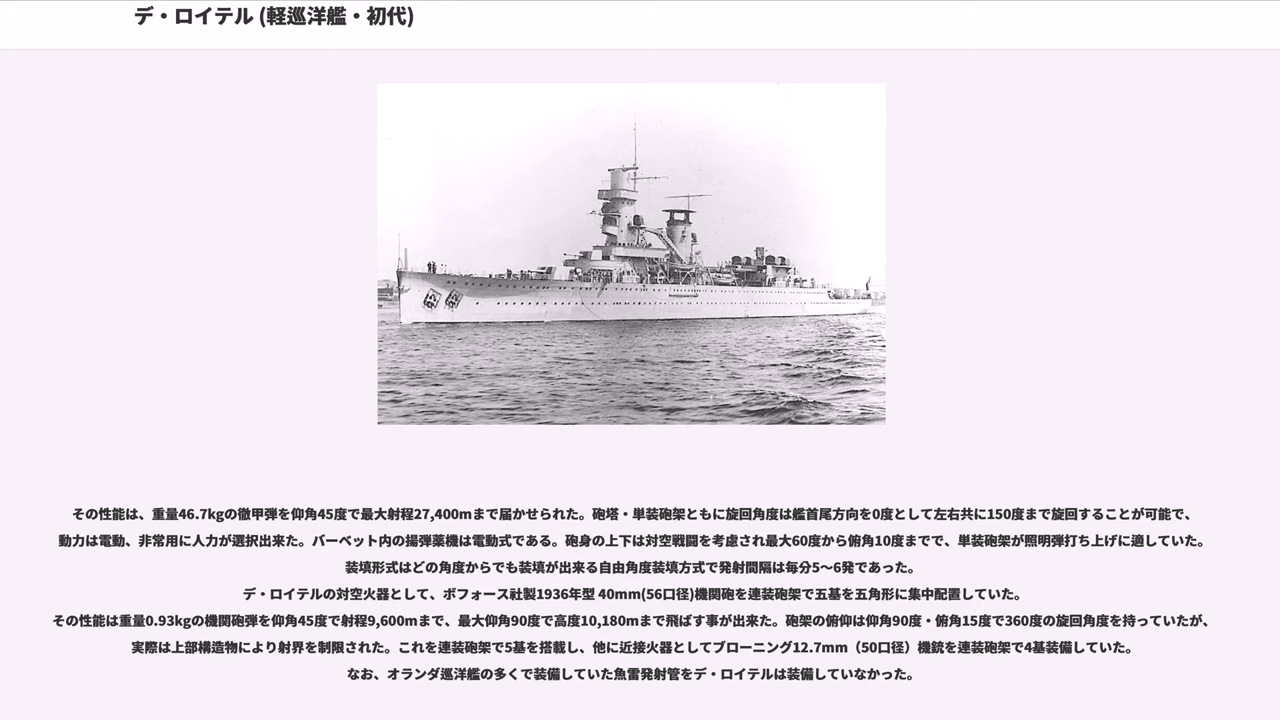 デ・ロイテル (軽巡洋艦・初代)
その性能は、重量46.7kgの徹甲弾を仰角45度で最大射程27,400mまで届かせられた。砲塔・単装砲架ともに旋回角度は艦首尾方向を0度として左右共に150度まで旋回することが可能で、
動力は電動、非常用に人力が選択出来た。バーベット内の揚弾薬機は電動式である。砲身の上下は対空戦闘を考慮され最大60度から俯角10度までで、単装砲架が照明弾打ち上げに適していた。
装填形式はどの角度からでも装填が出来る自由角度装填方式で発射間隔は毎分5〜6発であった。
デ・ロイテルの対空火器として、ボフォース社製1936年型 40mm(56口径)機関砲を連装砲架で五基を五角形に集中配置していた。
その性能は重量0.93kgの機関砲弾を仰角45度で射程9,600mまで、最大仰角90度で高度10,180mまで飛ばす事が出来た。砲架の俯仰は仰角90度・俯角15度で360度の旋回角度を持っていたが、
実際は上部構造物により射界を制限された。これを連装砲架で5基を搭載し、他に近接火器としてブローニング12.7mm（50口径）機銃を連装砲架で4基装備していた。
なお、オランダ巡洋艦の多くで装備していた魚雷発射管をデ・ロイテルは装備していなかった。